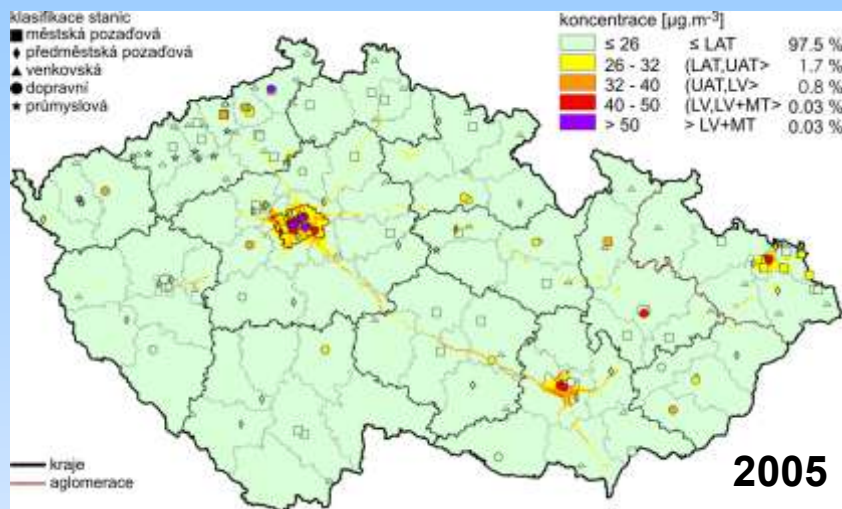 klasifikace stanic
městská pozaďová
předměstská pozaďová
venkovská
dopravní
průmyslová
koncentrace [µg.m⁻³]
≤ 26 ≤ LAT 97.5 %
26 - 32 (LAT,UAT> 1.7 %
32 - 40 (UAT,LV> 0.8 %
40 - 50 (LV,LV+MT> 0.03 %
> 50 > LV+MT 0.03 %
kraje
aglomerace
2005